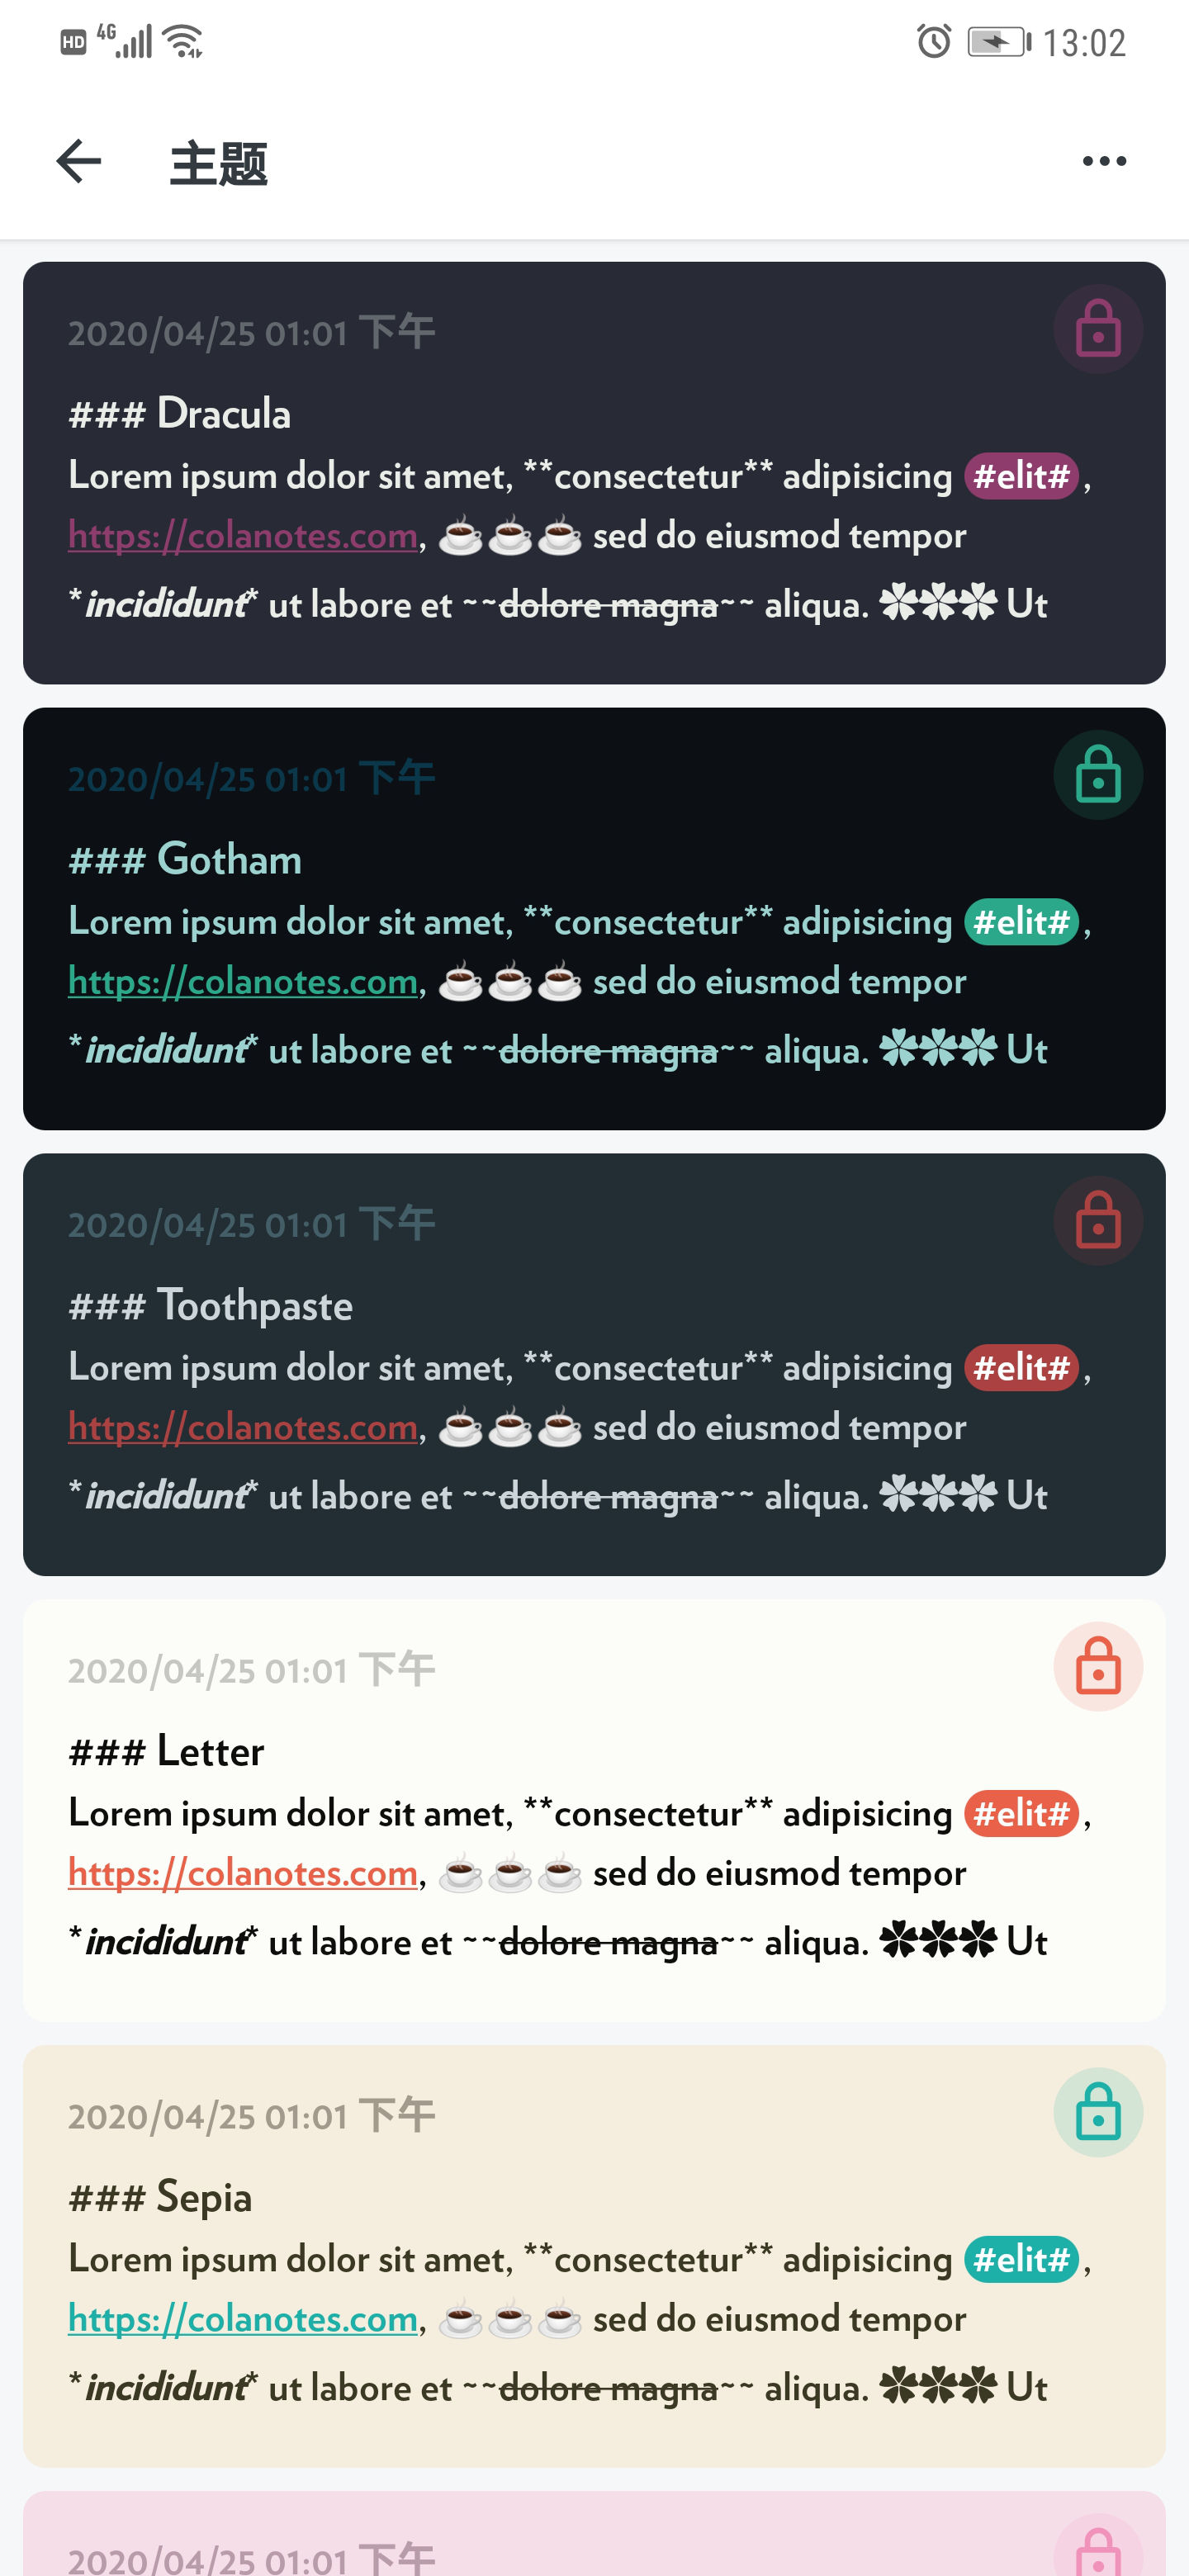 HD 4G 13:02
主题
2020/04/25 01:01 下午
### Dracula
Lorem ipsum dolor sit amet, **consectetur** adipisicing #elit# ,
https://colanotes.com, ☕☕☕ sed do eiusmod tempor
*incididunt* ut labore et ~~dolore magna~~ aliqua. ✽✽✽ Ut
2020/04/25 01:01 下午
### Gotham
Lorem ipsum dolor sit amet, **consectetur** adipisicing #elit# ,
https://colanotes.com, ☕☕☕ sed do eiusmod tempor
*incididunt* ut labore et ~~dolore magna~~ aliqua. ✽✽✽ Ut
2020/04/25 01:01 下午
### Toothpaste
Lorem ipsum dolor sit amet, **consectetur** adipisicing #elit# ,
https://colanotes.com, ☕☕☕ sed do eiusmod tempor
*incididunt* ut labore et ~~dolore magna~~ aliqua. ✽✽✽ Ut
2020/04/25 01:01 下午
### Letter
Lorem ipsum dolor sit amet, **consectetur** adipisicing #elit# ,
https://colanotes.com, ☕☕☕ sed do eiusmod tempor
*incididunt* ut labore et ~~dolore magna~~ aliqua. ✽✽✽ Ut
2020/04/25 01:01 下午
### Sepia
Lorem ipsum dolor sit amet, **consectetur** adipisicing #elit# ,
https://colanotes.com, ☕☕☕ sed do eiusmod tempor
*incididunt* ut labore et ~~dolore magna~~ aliqua. ✽✽✽ Ut
2020/04/25 01:01 下午